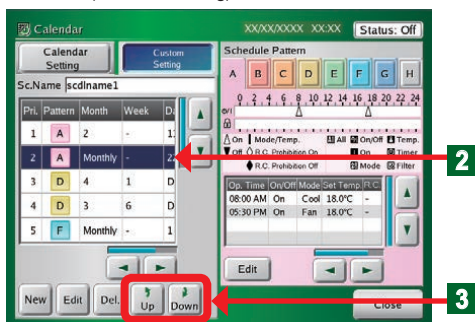 Calendar XX/XX/XXXX XX:XX Status: Off
Calendar Setting Custom Setting
Sc.Name scdlname1
Pri. Pattern Month Week Da
1 A 2 -
2 A Monthly -
3 D 4 1 D
4 D 3 6 D
5 F Monthly - 1
New Edit Del. Up Down
Schedule Pattern
A B C D E F G H
0 2 4 6 8 10 12 14 16 18 20 22 24
On Mode/Temp. All On/Off Temp.
Off R.C. Prohibition On On Timer
R.C. Prohibition Off Mode Filter
Op. Time On/Off Mode Set Temp. R.C.
08:00 AM On Cool 18.0°C -
05:30 PM On Fan 18.0°C -
Edit
Close
2
3